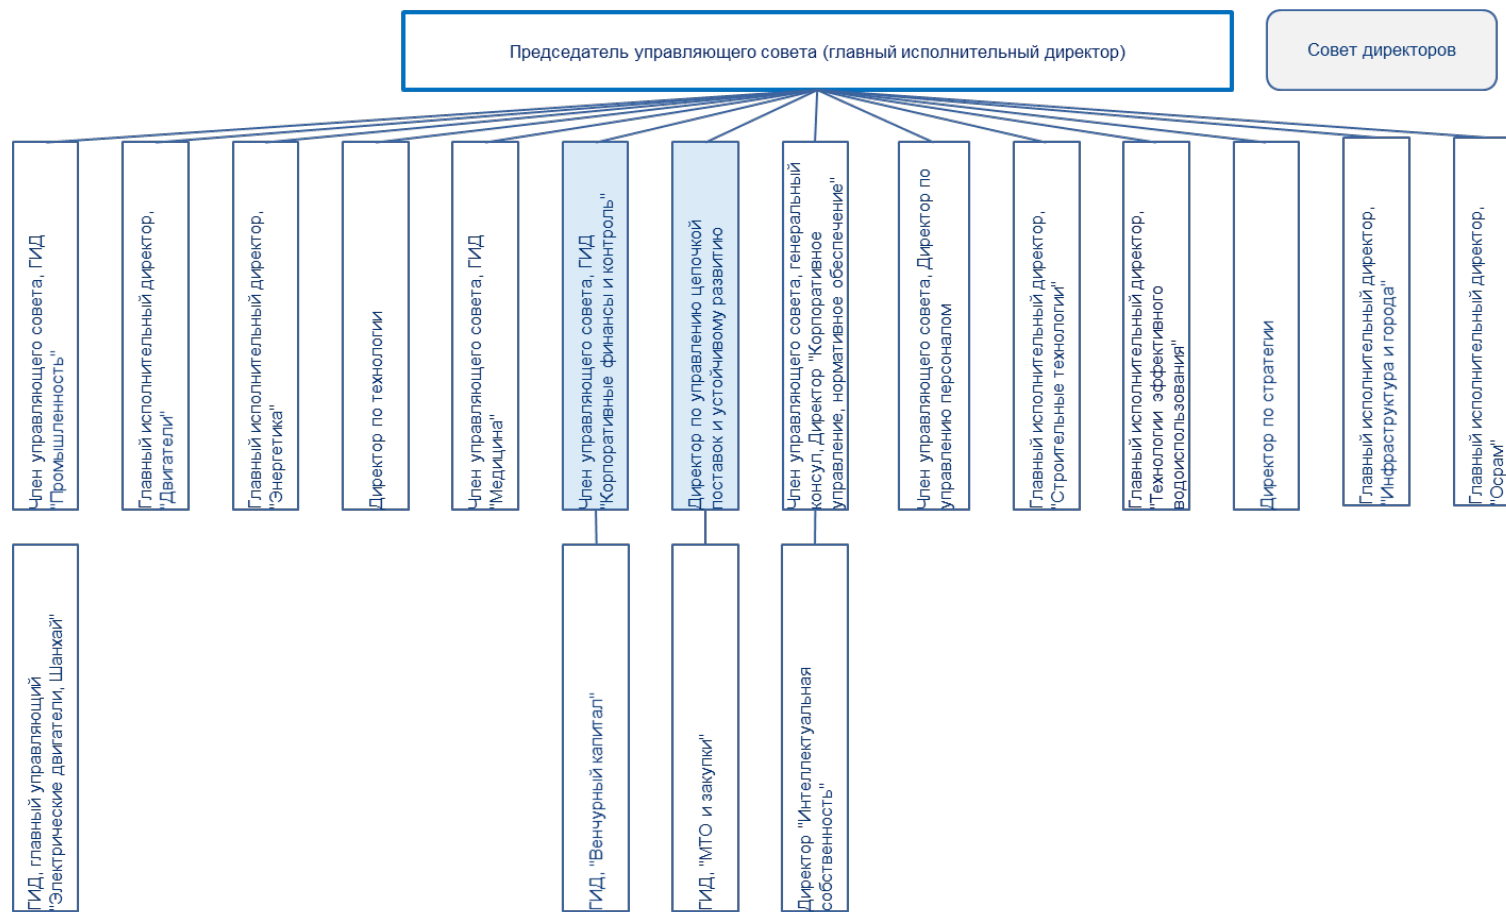 Председатель управляющего совета (главный исполнительный директор)
Совет директоров
Член управляющего совета, ГИД
"Промышленность"
Главный исполнительный директор,
"Двигатели"
Главный исполнительный директор,
"Энергетика"
Директор по технологии
Член управляющего совета, ГИД
"Медицина"
Член управляющего совета, ГИД
"Корпоративные финансы и контроль"
Директор по управлению цепочкой
поставок и устойчивому развитию
Член управляющего совета, генеральный
консул, Директор "Корпоративное
управление, нормативное обеспечение"
Член управляющего совета, Директор по
управлению персоналом
Главный исполнительный директор,
"Строительные технологии"
Главный исполнительный директор,
"Технологии эффективного
водоиспользования"
Директор по стратегии
Главный исполнительный директор,
"Инфраструктура и города"
Главный исполнительный директор,
"Осрам"
ГИД, главный управляющий
"Электрические двигатели, Шанхай"
ГИД, "Венчурный капитал"
ГИД, "МТО и закупки"
Директор "Интеллектуальная
собственность"